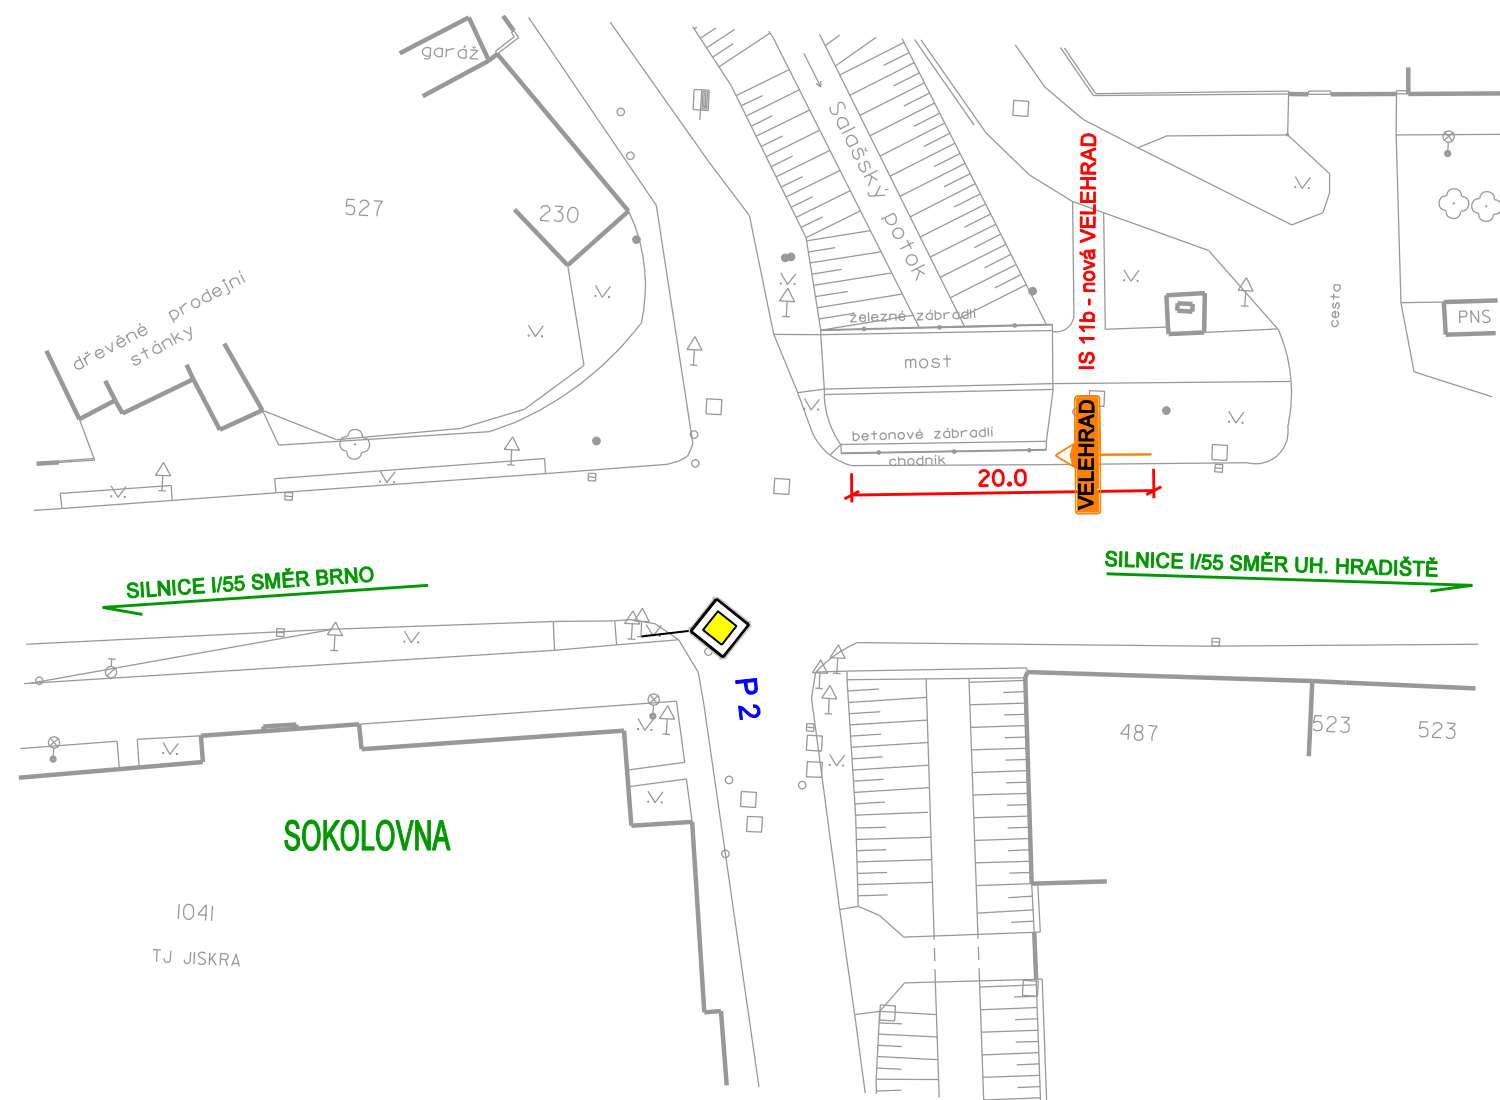 garáž
Salašský potok
527
230
IS 11b - nová VELEHRAD
dřevěné prodejní
stánky
cesta
PNS
železné zábradlí
most
betonové zábradlí
chodník
VELEHRAD
20.0
SILNICE I/55 SMĚR BRNO
SILNICE I/55 SMĚR UH. HRADIŠTĚ
P 2
487
523
523
SOKOLOVNA
1041
TJ JISKRA